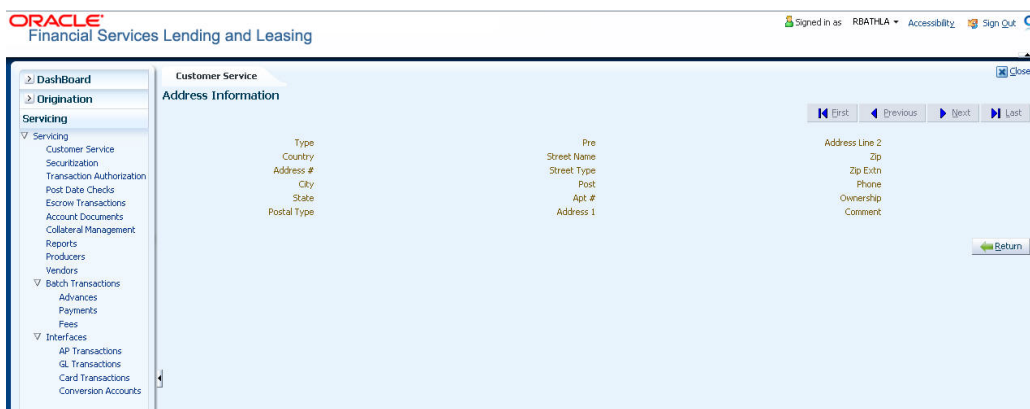 ORACLE
Financial Services Lending and Leasing
Signed in as RBATHLA Accessibility Sign Out
DashBoard
Origination
Servicing
Servicing
Customer Service
Securitization
Transaction Authorization
Post Date Checks
Escrow Transactions
Account Documents
Collateral Management
Reports
Producers
Vendors
Batch Transactions
Advances
Payments
Fees
Interfaces
AP Transactions
GL Transactions
Card Transactions
Conversion Accounts
Customer Service
Close
Address Information
First Previous Next Last
Type Pre Address Line 2
Country Street Name Zip
Address # Street Type Zip Extn
City Post Phone
State Apt # Ownership
Postal Type Address 1 Comment
Return